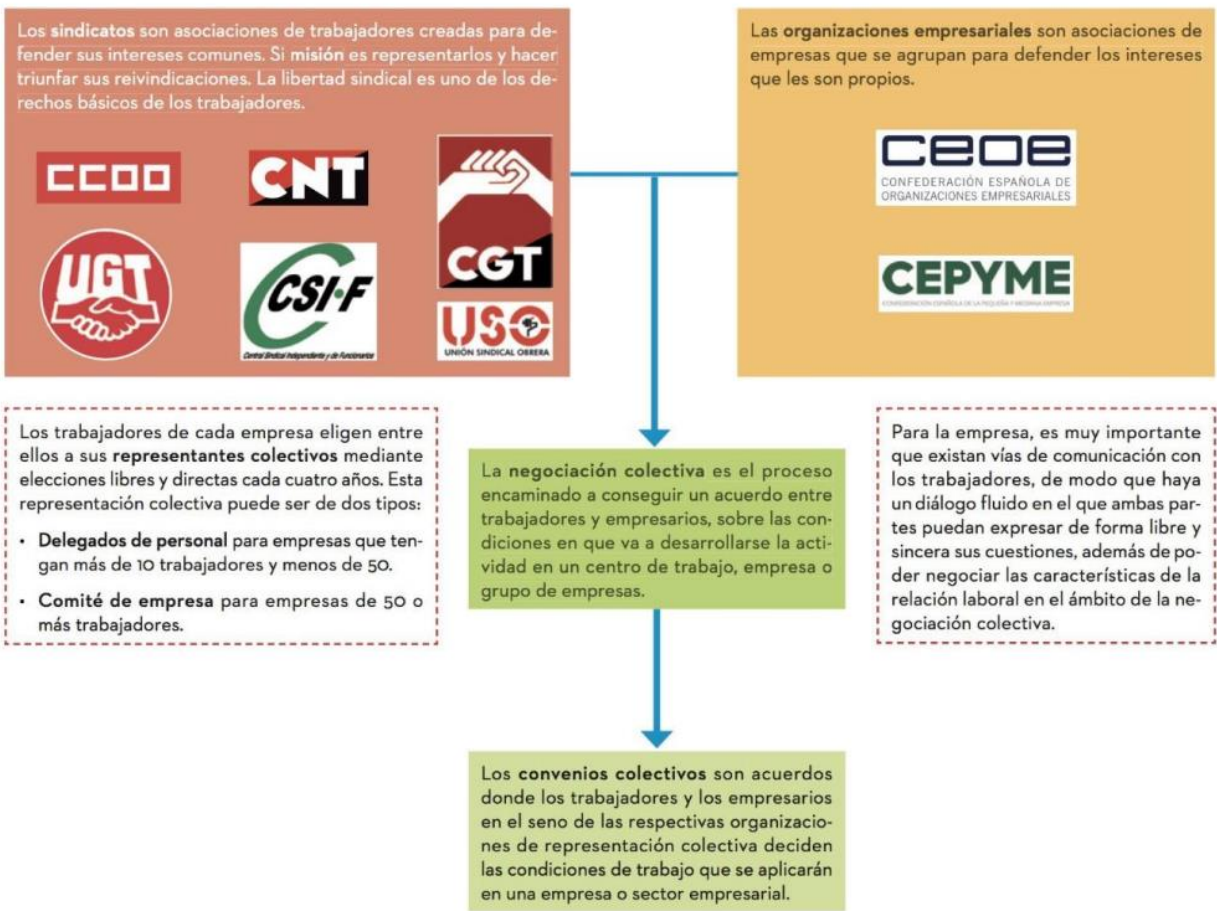 Los sindicatos son asociaciones de trabajadores creadas para de-
fender sus intereses comunes. Si misión es representarlos y hacer
triunfar sus reivindicaciones. La libertad sindical es uno de los de-
rechos básicos de los trabajadores.
CCOO
CNT
CGT
UGT
CSI·F
Central Sindical Independiente y de Funcionarios
USO
UNIÓN SINDICAL OBRERA
Las organizaciones empresariales son asociaciones de
empresas que se agrupan para defender los intereses
que les son propios.
ceoe
CONFEDERACIÓN ESPAÑOLA DE
ORGANIZACIONES EMPRESARIALES
CEPYME
CONFEDERACIÓN ESPAÑOLA DE LA PEQUEÑA Y MEDIANA EMPRESA
Los trabajadores de cada empresa eligen entre
ellos a sus representantes colectivos mediante
elecciones libres y directas cada cuatro años. Esta
representación colectiva puede ser de dos tipos:
• Delegados de personal para empresas que ten-
gan más de 10 trabajadores y menos de 50.
• Comité de empresa para empresas de 50 o
más trabajadores.
La negociación colectiva es el proceso
encaminado a conseguir un acuerdo entre
trabajadores y empresarios, sobre las con-
diciones en que va a desarrollarse la acti-
vidad en un centro de trabajo, empresa o
grupo de empresas.
Para la empresa, es muy importante
que existan vías de comunicación con
los trabajadores, de modo que haya
un diálogo fluido en el que ambas par-
tes puedan expresar de forma libre y
sincera sus cuestiones, además de po-
der negociar las características de la
relación laboral en el ámbito de la ne-
gociación colectiva.
Los convenios colectivos son acuerdos
donde los trabajadores y los empresarios
en el seno de las respectivas organizacio-
nes de representación colectiva deciden
las condiciones de trabajo que se aplicarán
en una empresa o sector empresarial.